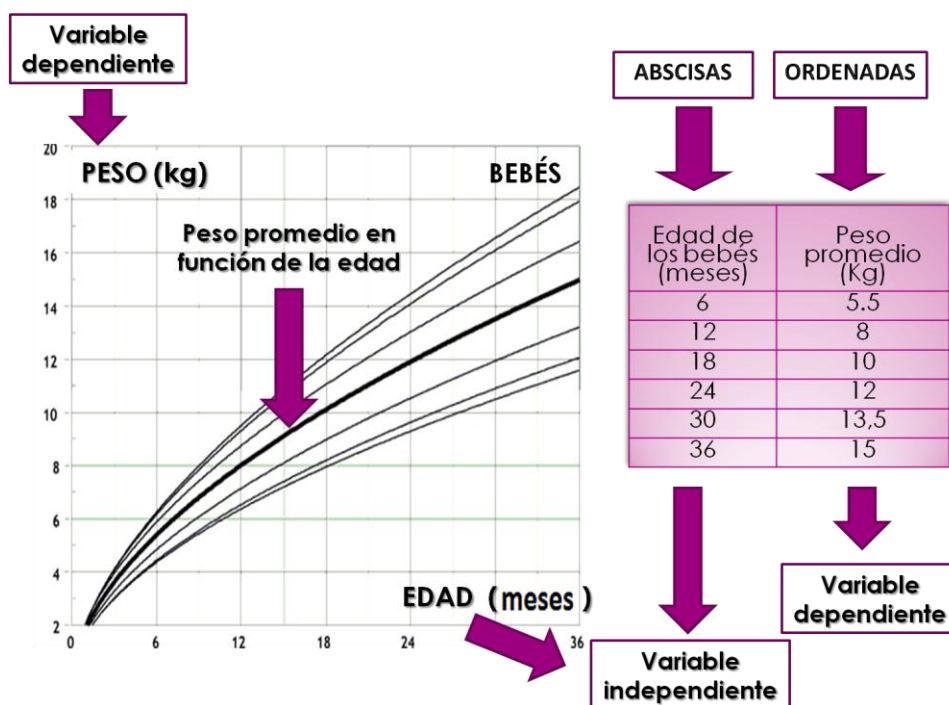 Variable
dependiente
ABSCISAS
ORDENADAS
20
18
16
14
12
10
8
6
4
2
PESO (kg)
BEBÉS
Peso promedio en
función de la edad
EDAD (meses)
0
6
12
18
24
36
Edad de
los bebés
(meses)
Peso
promedio
(Kg)
6 5.5
12 8
18 10
24 12
30 13,5
36 15
Variable
independiente
Variable
dependiente